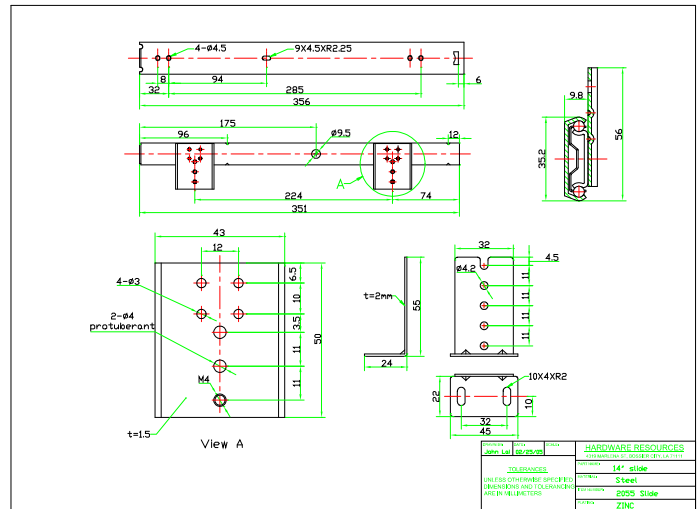 4-Ø4.5
9X4.5XR2.25
8
94
6
32
285
356
9.8
56
35.2
175
Ø9.5
96
12
A
224
74
351
43
12
4-Ø3
6.5
10
3.5
2-Ø4
protuberant
11
50
11
M4
t=1.5
View A
t=2mm
55
24
32
4.5
Ø4.2
11
11
11
11
10X4XR2
22
10
32
45
John Lai 02/25/05
HARDWARE RESOURCES
TOLERANCES
UNLESS OTHERWISE SPECIFIED
DIMENSIONS AND TOLERANCING
ARE IN MILLIMETERS
14" slide
Steel
2055 Slide
ZINC